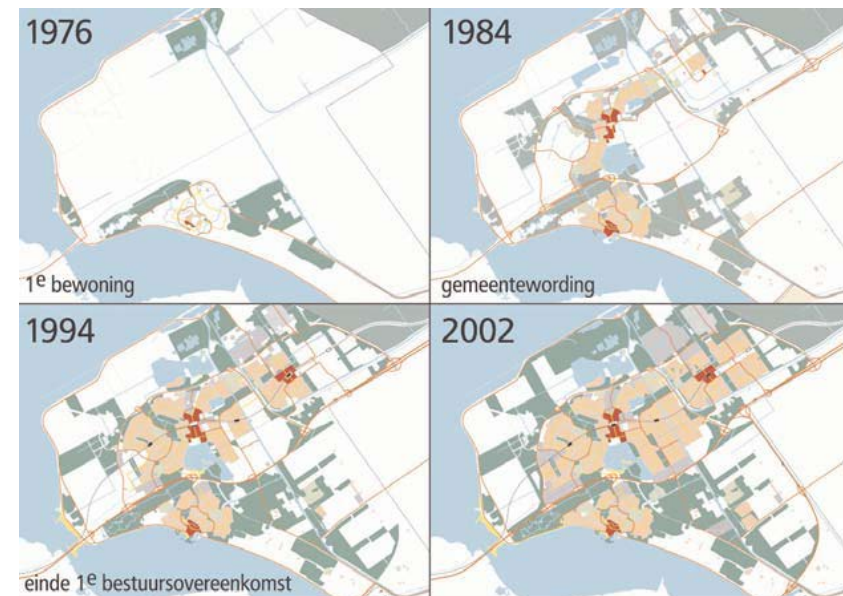 1976
1e bewoning
1984
gemeentewording
1994
einde 1e bestuursovereenkomst
2002